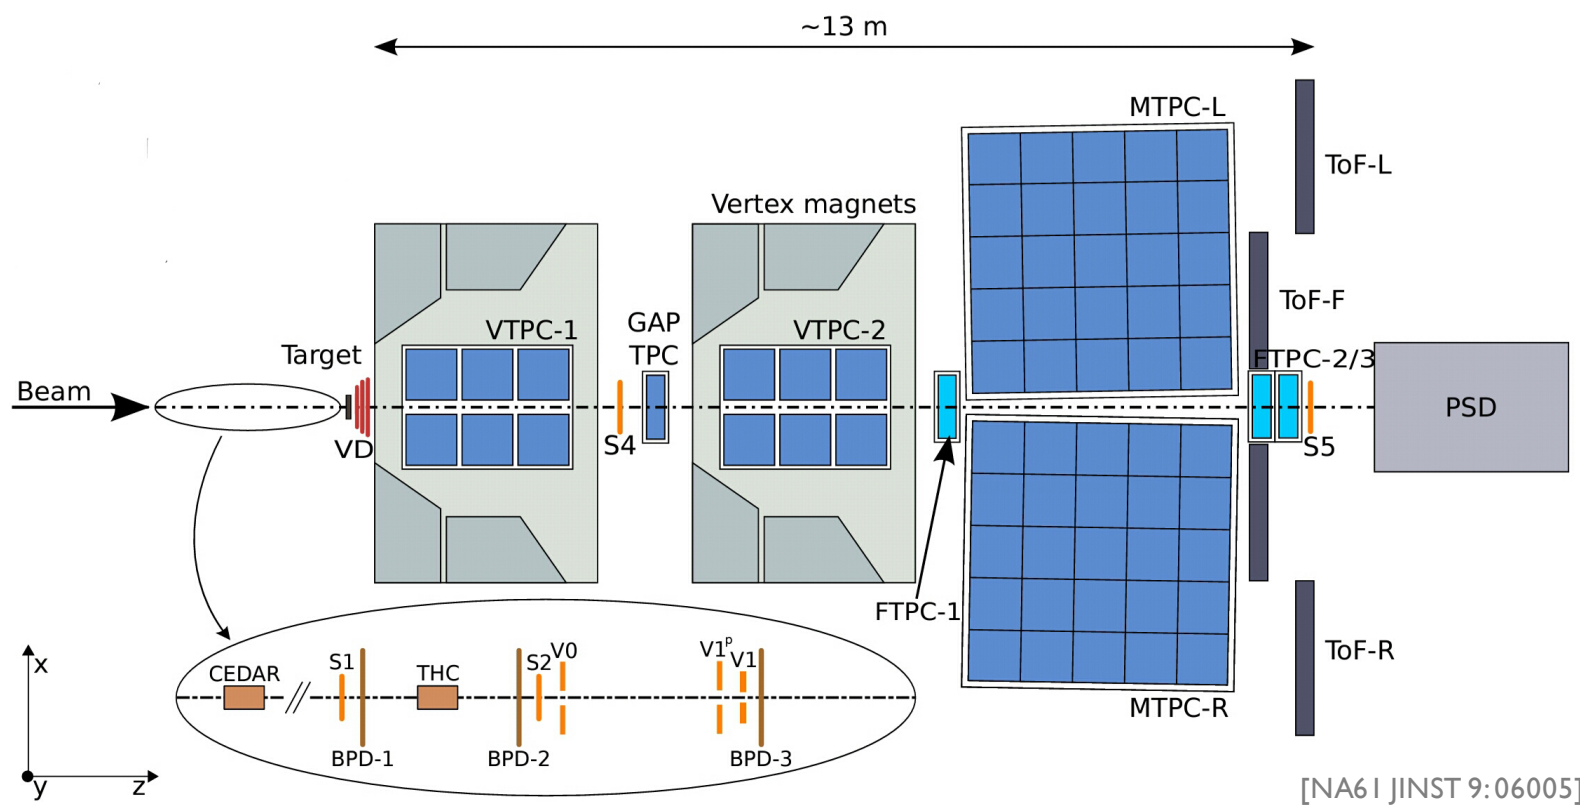 ~13 m
MTPC-L
ToF-L
Vertex magnets
ToF-F
GAP
TPC
VTPC-1
VTPC-2
Target
FTPC-2/3
Beam
PSD
VD
S4
S5
FTPC-1
ToF-R
MTPC-R
x
y
z
CEDAR
S1
THC
S2
V0
V1p
V1
BPD-1
BPD-2
BPD-3
[NA61 JINST 9:06005]